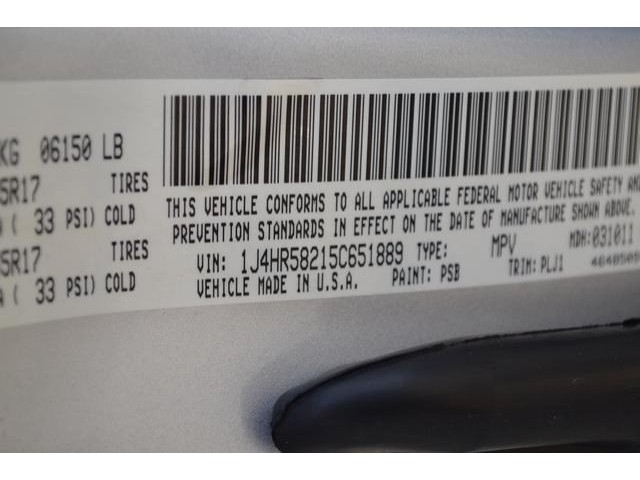 KG 06150 LB
5R17 TIRES
( 33 PSI) COLD
5R17 TIRES
( 33 PSI) COLD
THIS VEHICLE CONFORMS TO ALL APPLICABLE FEDERAL MOTOR VEHICLE SAFETY AND
PREVENTION STANDARDS IN EFFECT ON THE DATE OF MANUFACTURE SHOWN ABOVE.
VIN: 1J4HR58215C651889 TYPE: MPV MDH:031011
VEHICLE MADE IN U.S.A. PAINT: PSB TRIM: PLJ1